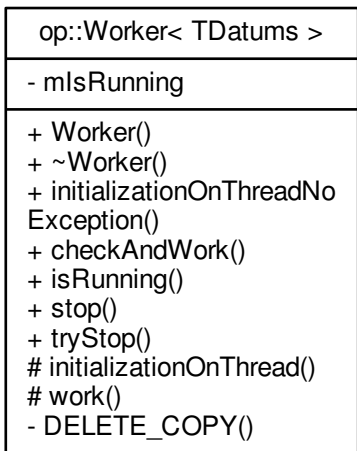 op::Worker< TDatums >
- mIsRunning
+ Worker()
+ ~Worker()
+ initializationOnThreadNo
Exception()
+ checkAndWork()
+ isRunning()
+ stop()
+ tryStop()
# initializationOnThread()
# work()
- DELETE_COPY()